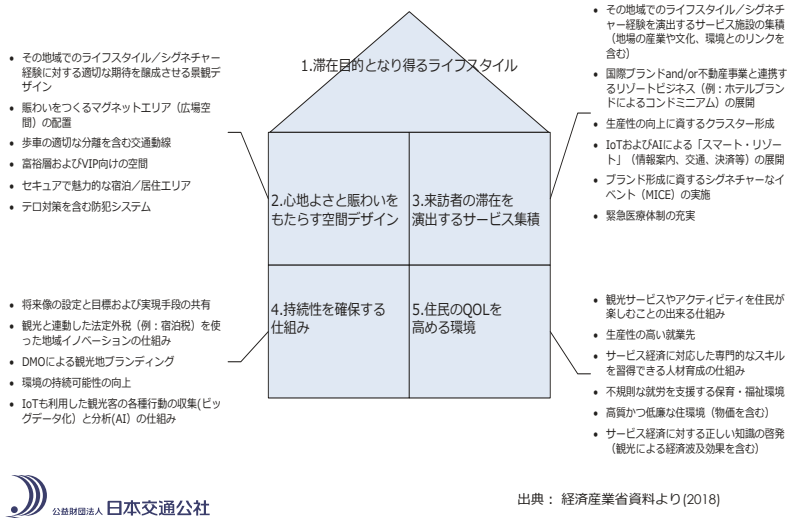 1.滞在目的となり得るライフスタイル
• その地域でのライフスタイル／シグネチャー
経験に対する適切な期待を醸成させる景観デ
ザイン
• 賑わいをつくるマグネットエリア（広場空
間）の配置
• 歩車の適切な分離を含む交通動線
• 富裕層およびVIP向けの空間
• セキュアで魅力的な宿泊／居住エリア
• テロ対策を含む防犯システム
2.心地よさと賑わいを
もたらす空間デザイン
3.来訪者の滞在を
演出するサービス集積
• その地域でのライフスタイル／シグネチ
ャー経験を演出するサービス施設の集積
（地場の産業や文化、環境とのリンクを
含む）
• 国際ブランドand/or不動産事業と連携す
るリゾートビジネス（例：ホテルブラン
ドによるコンドミニアム）の展開
• 生産性の向上に資するクラスター形成
• IoTおよびAIによる「スマート・リゾー
ト」（情報案内、交通、決済等）の展開
• ブランド形成に資するシグネチャーなイ
ベント（MICE）の実施
• 緊急医療体制の充実
• 将来像の設定と目標および実現手段の共有
• 観光と連動した法定外税（例：宿泊税）を使
った地域イノベーションの仕組み
• DMOによる観光地ブランディング
• 環境の持続可能性の向上
• IoTも利用した観光客の各種行動の収集(ビッ
グデータ化）と分析(AI）の仕組み
4.持続性を確保する
仕組み
5.住民のQOLを
高める環境
• 観光サービスやアクティビティを住民が
楽しむことの出来る仕組み
• 生産性の高い就業先
• サービス経済に対応した専門的なスキル
を習得できる人材育成の仕組み
• 不規則な就労を支援する保育・福祉環境
• 高質かつ低廉な住環境（物価を含む）
• サービス経済に対する正しい知識の啓発
（観光による経済波及効果を含む）
公益財団法人 日本交通公社
出典： 経済産業省資料より(2018)